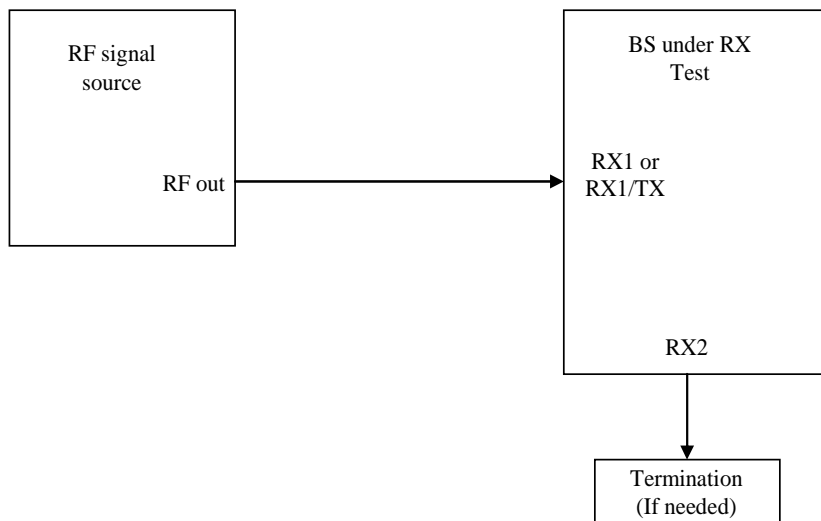 RF signal
source
RF out
BS under RX
Test
RX1 or
RX1/TX
RX2
Termination
(If needed)